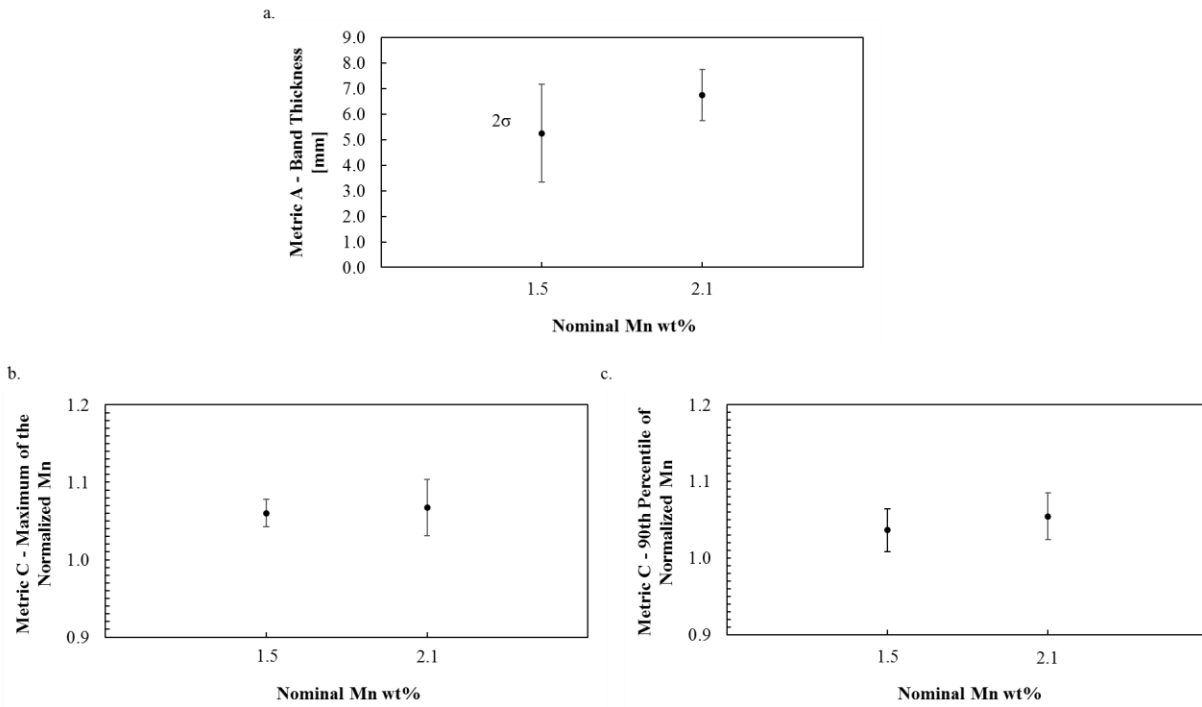 a.
Metric A - Band Thickness
[mm]
9.0
8.0
7.0
6.0
5.0
4.0
3.0
2.0
1.0
0.0
2σ
1.5
2.1
Nominal Mn wt%
b.
Metric C - Maximum of the
Normalized Mn
1.2
1.1
1.0
0.9
1.5
2.1
Nominal Mn wt%
c.
Metric C - 90th Percentile of
Normalized Mn
1.2
1.1
1.0
0.9
1.5
2.1
Nominal Mn wt%